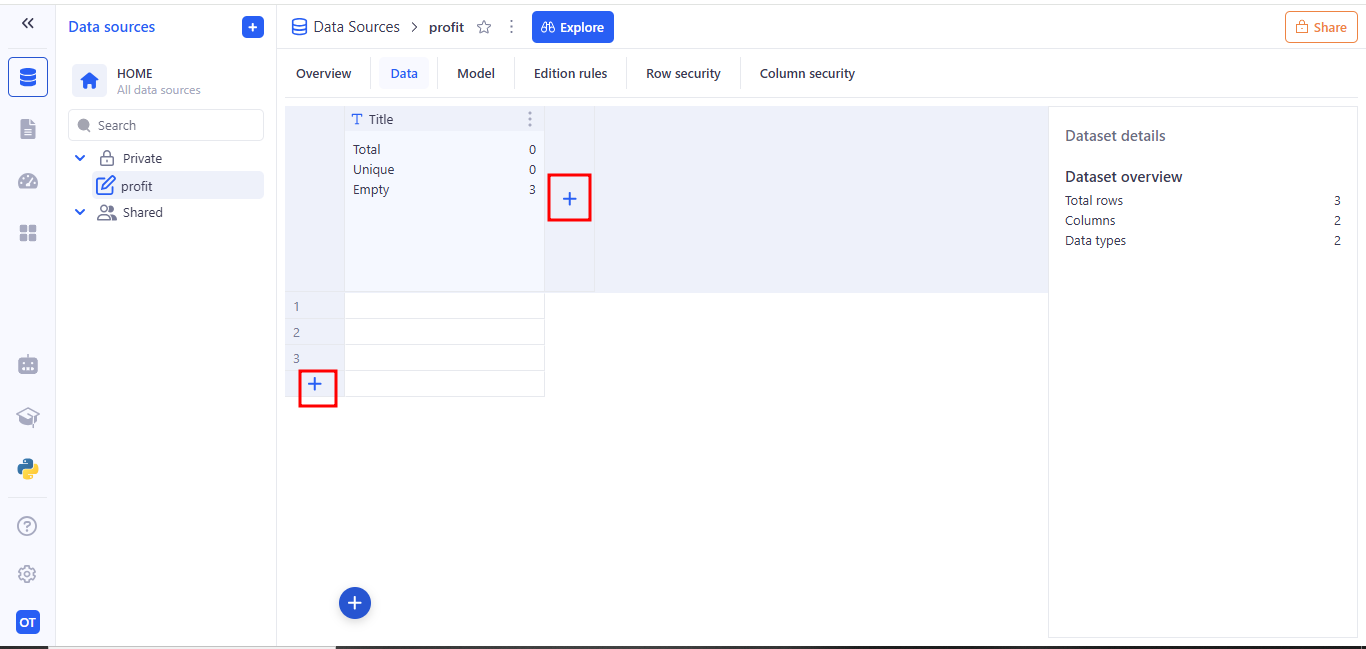 Data sources
HOME
All data sources
Search
Private
profit
Shared
OT
Data Sources > profit
Explore
Share
Overview
Data
Model
Edition rules
Row security
Column security
Title
Total 0
Unique 0
Empty 3
1
2
3
Dataset details
Dataset overview
Total rows 3
Columns 2
Data types 2